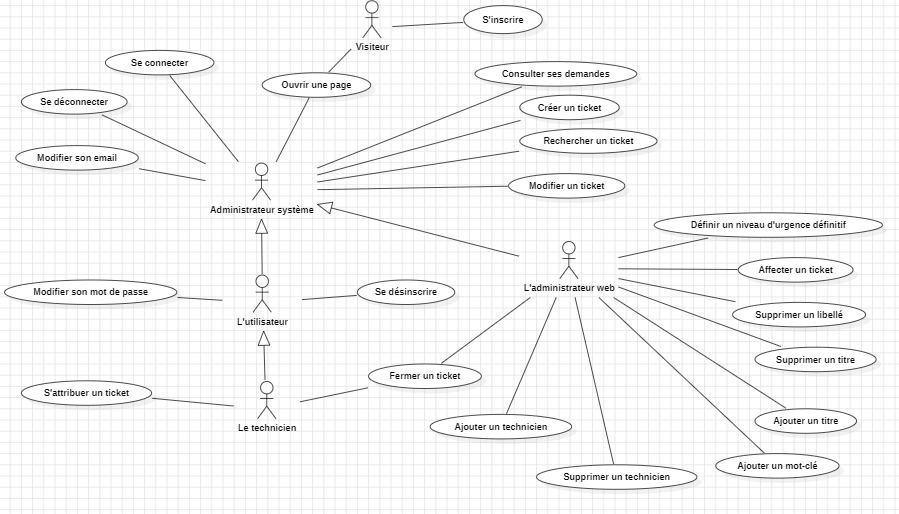 S'inscrire
Visiteur
Se connecter
Ouvrir une page
Consulter ses demandes
Se déconnecter
Créer un ticket
Rechercher un ticket
Modifier son email
Modifier un ticket
Administrateur système
Définir un niveau d'urgence définitif
Affecter un ticket
L'administrateur web
Modifier son mot de passe
Se désinscrire
Supprimer un libellé
L'utilisateur
Supprimer un titre
Fermer un ticket
S'attribuer un ticket
Ajouter un titre
Le technicien
Ajouter un technicien
Ajouter un mot-clé
Supprimer un technicien